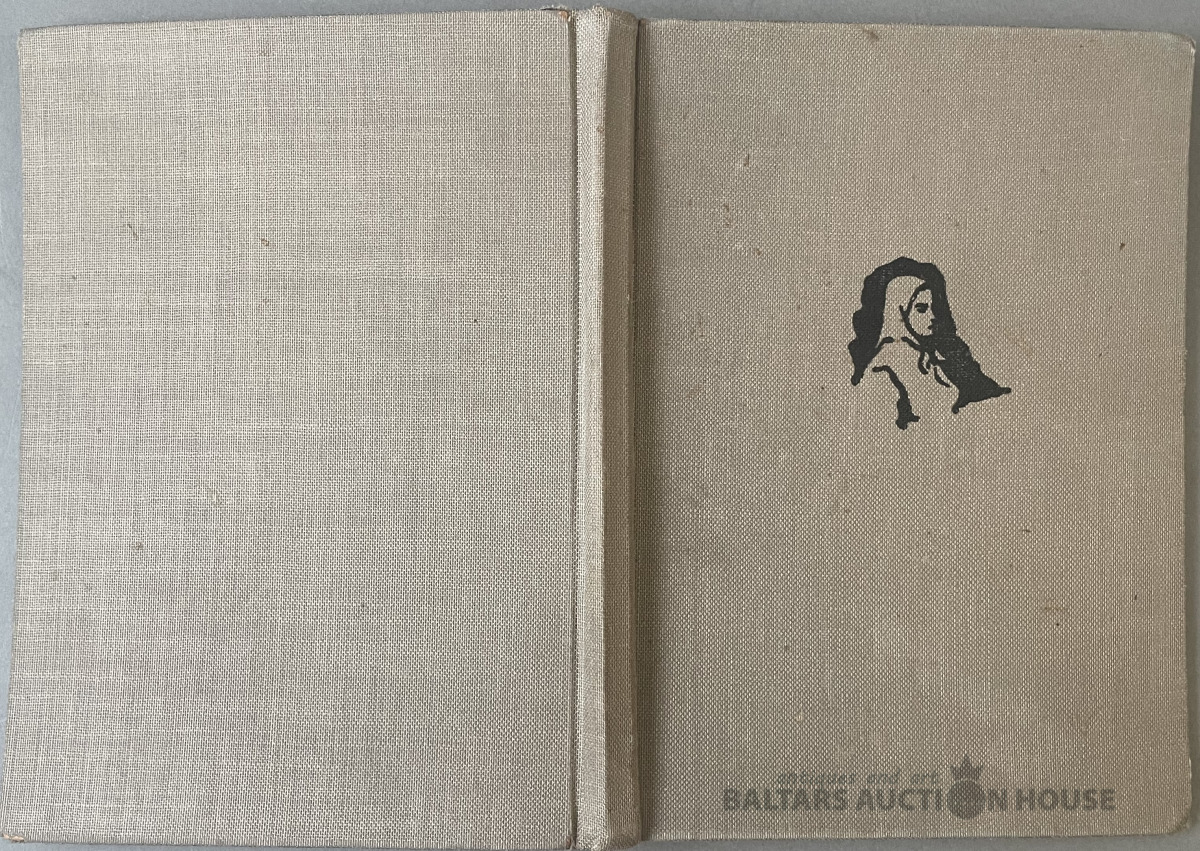 antiques and art
BALTARS AUCTION HOUSE